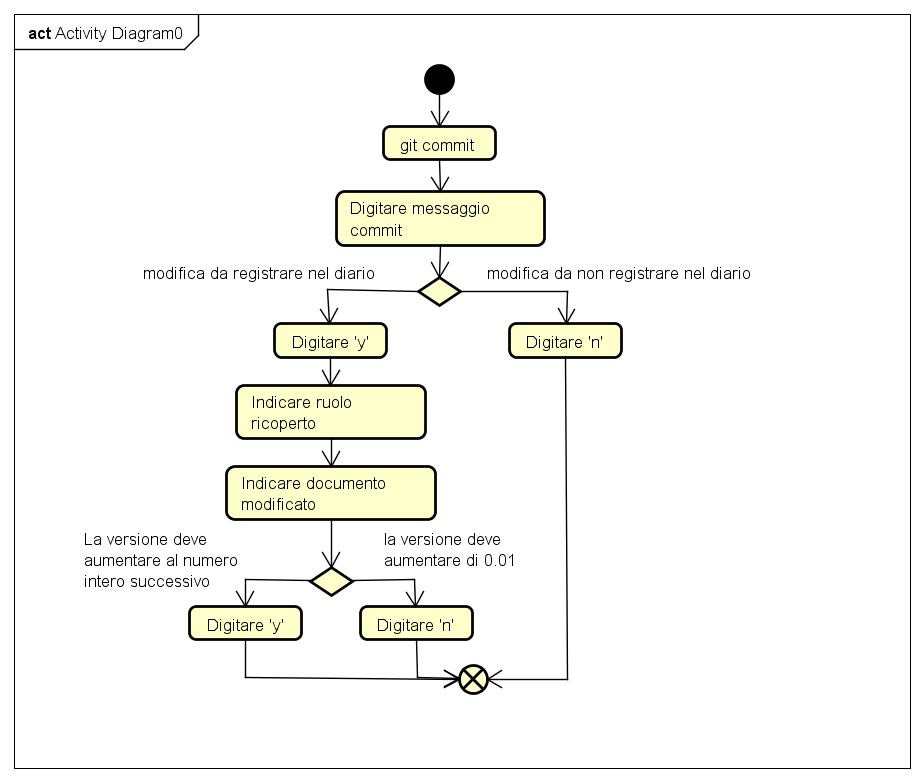 act Activity Diagram0
git commit
Digitare messaggio
commit
modifica da registrare nel diario
modifica da non registrare nel diario
Digitare 'y'
Digitare 'n'
Indicare ruolo
ricoperto
Indicare documento
modificato
La versione deve
aumentare al numero
intero successivo
la versione deve
aumentare di 0.01
Digitare 'y'
Digitare 'n'